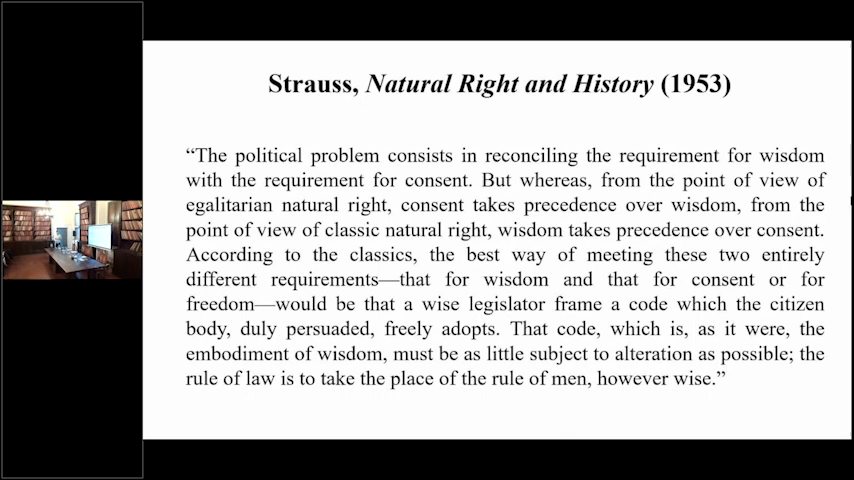 Strauss, Natural Right and History (1953)
“The political problem consists in reconciling the requirement for wisdom
with the requirement for consent. But whereas, from the point of view of
egalitarian natural right, consent takes precedence over wisdom, from the
point of view of classic natural right, wisdom takes precedence over consent.
According to the classics, the best way of meeting these two entirely
different requirements—that for wisdom and that for consent or for
freedom—would be that a wise legislator frame a code which the citizen
body, duly persuaded, freely adopts. That code, which is, as it were, the
embodiment of wisdom, must be as little subject to alteration as possible; the
rule of law is to take the place of the rule of men, however wise.”